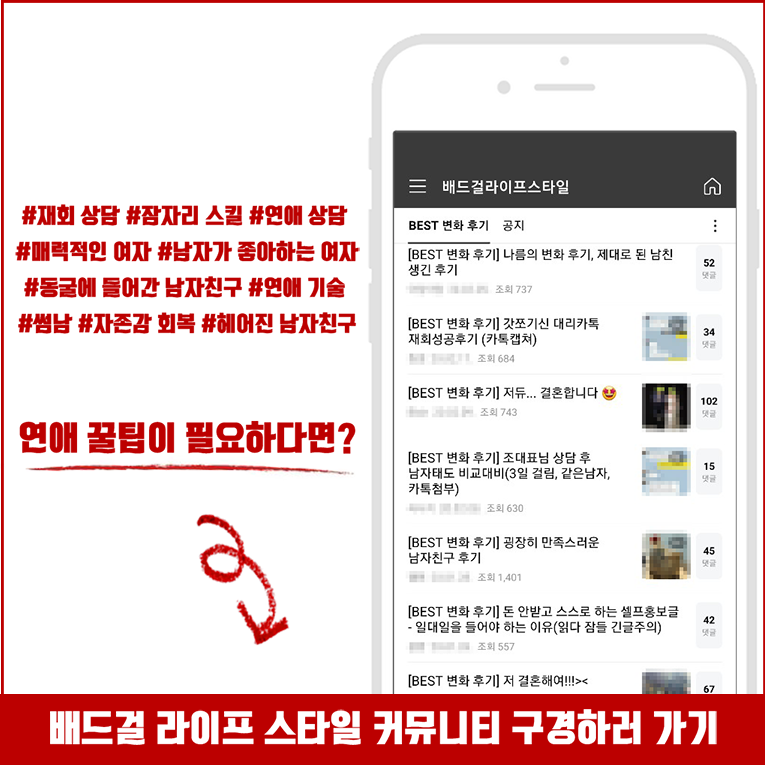 #재회 상담 #잠자리 스킬 #연애 상담
#매력적인 여자 #남자가 좋아하는 여자
#동굴에 들어간 남자친구 #연애 기술
#썸남 #자존감 회복 #헤어진 남자친구
연애 꿀팁이 필요하다면?
배드걸라이프스타일
BEST 변화 후기 공지
[BEST 변화 후기] 나름의 변화 후기, 제대로 된 남친
생긴 후기
조회 737
52
댓글
[BEST 변화 후기] 갓쪼기신 대리카톡
재회성공후기 (카톡캡쳐)
조회 684
34
댓글
[BEST 변화 후기] 저듀... 결혼합니다 🤩
조회 743
102
댓글
[BEST 변화 후기] 조대표님 상담 후
남자태도 비교대비(3일 걸림, 같은남자,
카톡첨부)
조회 630
15
댓글
[BEST 변화 후기] 굉장히 만족스러운
남자친구 후기
조회 1,401
45
댓글
[BEST 변화 후기] 돈 안받고 스스로 하는 셀프홍보글
- 일대일을 들어야 하는 이유(읽다 잠들 긴글주의)
조회 557
42
댓글
[BEST 변화 후기] 저 결혼해여!!!><
67
배드걸 라이프 스타일 커뮤니티 구경하러 가기